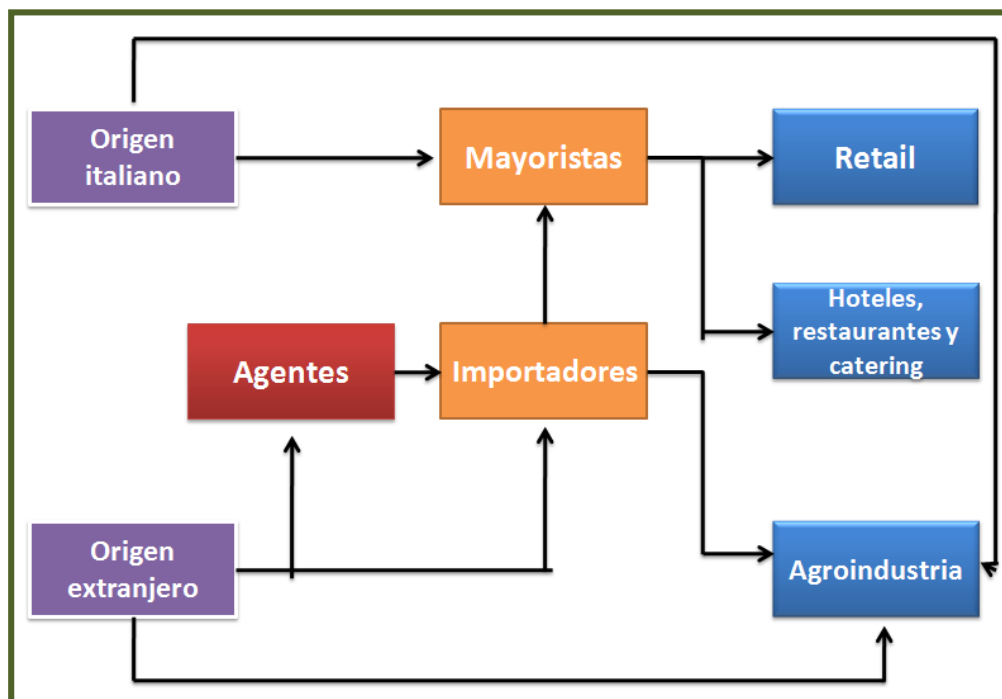 Origen
italiano
Mayoristas
Retail
Hoteles,
restaurantes y
catering
Agentes
Importadores
Origen
extranjero
Agroindustria